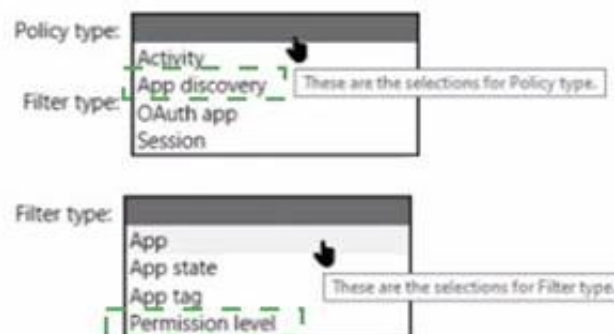 Policy type:
Activity
App discovery
These are the selections for Policy type.
Filter type:
OAuth app
Session
Filter type:
App
App state
These are the selections for Filter type.
App tag
Permission level